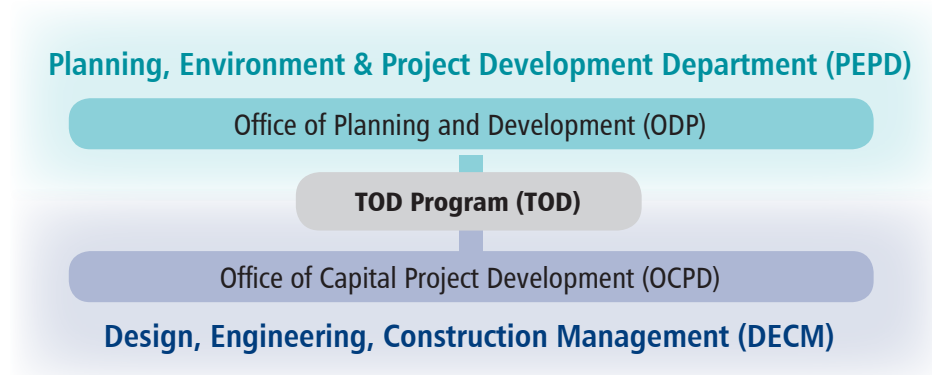 Planning, Environment & Project Development Department (PEPD)
Office of Planning and Development (ODP)
TOD Program (TOD)
Office of Capital Project Development (OCPD)
Design, Engineering, Construction Management (DECM)